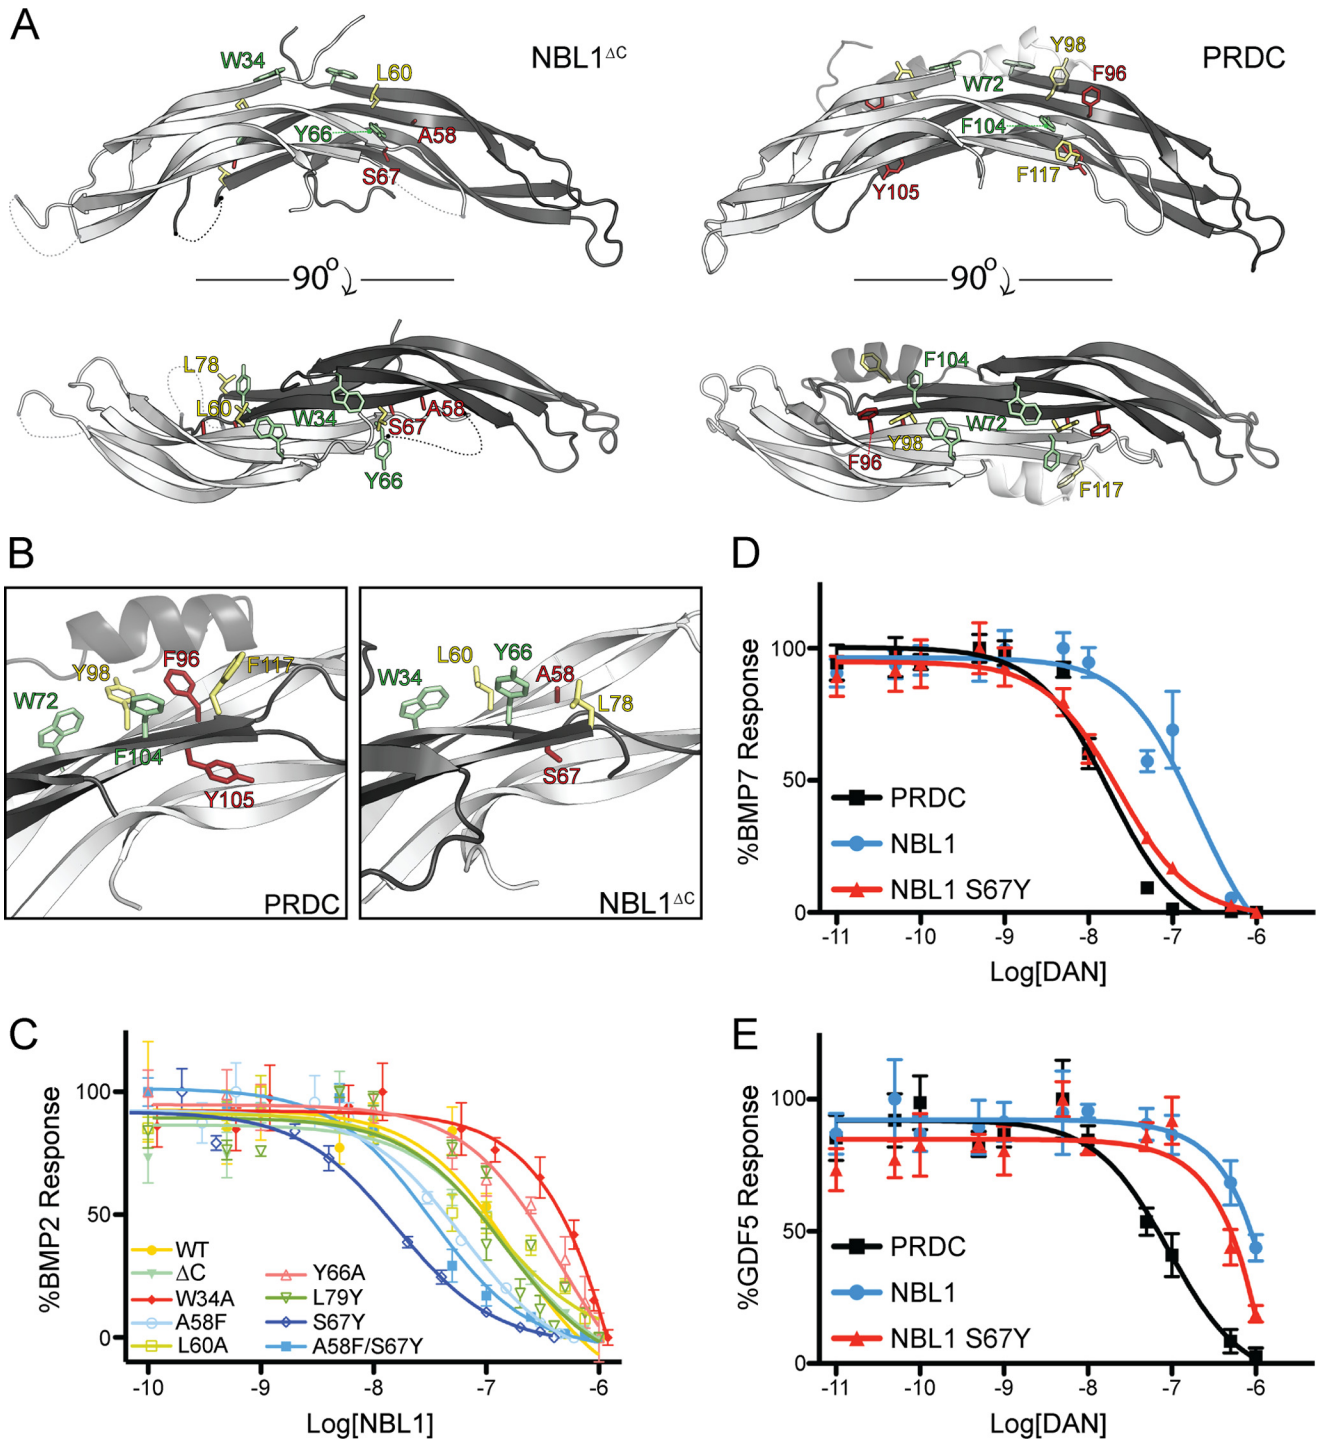 A
NBL1ΔC
W34
L60
Y66
A58
S67
PRDC
Y98
W72
F96
F104
F117
Y105
90o
90o
L78
L60
W34
A58
S67
Y66
F104
W72
Y98
F96
F117
B
Y98
F96
F117
W72
F104
Y105
PRDC
L60
Y66
W34
A58
L78
S67
NBL1ΔC
C
%BMP2 Response
100
50
0
WT
ΔC
W34A
A58F
L60A
Y66A
L79Y
S67Y
A58F/S67Y
-10 -9 -8 -7 -6
Log[NBL1]
D
%BMP7 Response
100
50
0
PRDC
NBL1
NBL1 S67Y
-11 -10 -9 -8 -7 -6
Log[DAN]
E
%GDF5 Response
100
50
0
PRDC
NBL1
NBL1 S67Y
-11 -10 -9 -8 -7 -6
Log[DAN]